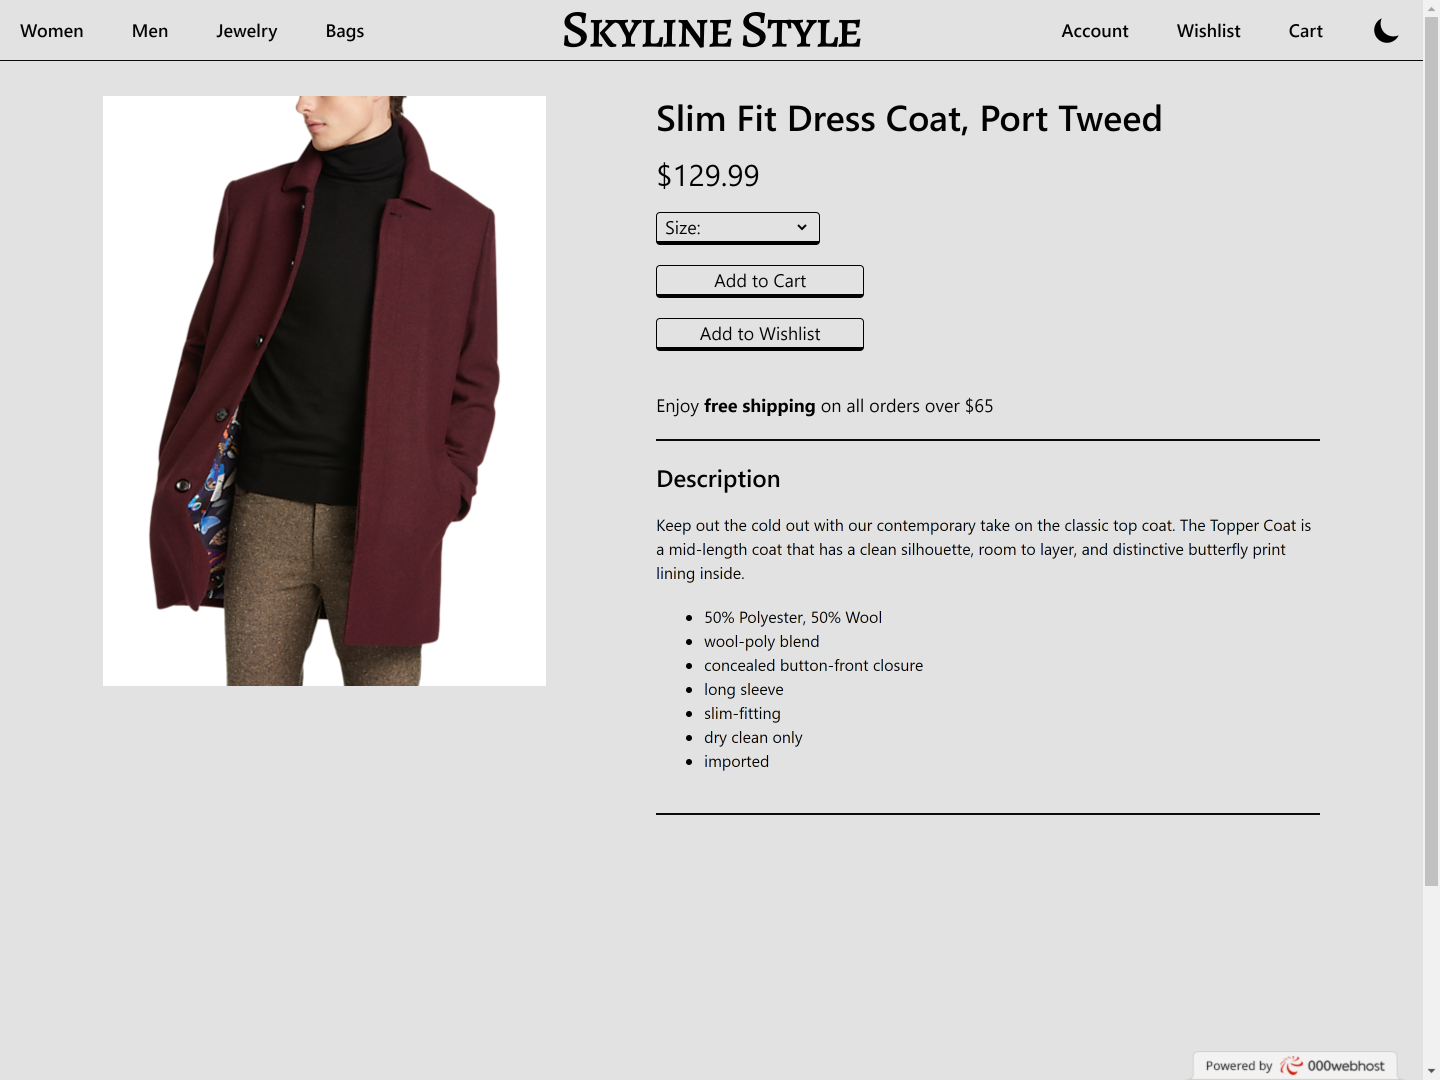 Women Men Jewelry Bags SKYLINE STYLE Account Wishlist Cart
Slim Fit Dress Coat, Port Tweed
$129.99
Size:
Add to Cart
Add to Wishlist
Enjoy free shipping on all orders over $65
Description
Keep out the cold out with our contemporary take on the classic top coat. The Topper Coat is
a mid-length coat that has a clean silhouette, room to layer, and distinctive butterfly print
lining inside.
50% Polyester, 50% Wool
wool-poly blend
concealed button-front closure
long sleeve
slim-fitting
dry clean only
imported
Powered by 000webhost